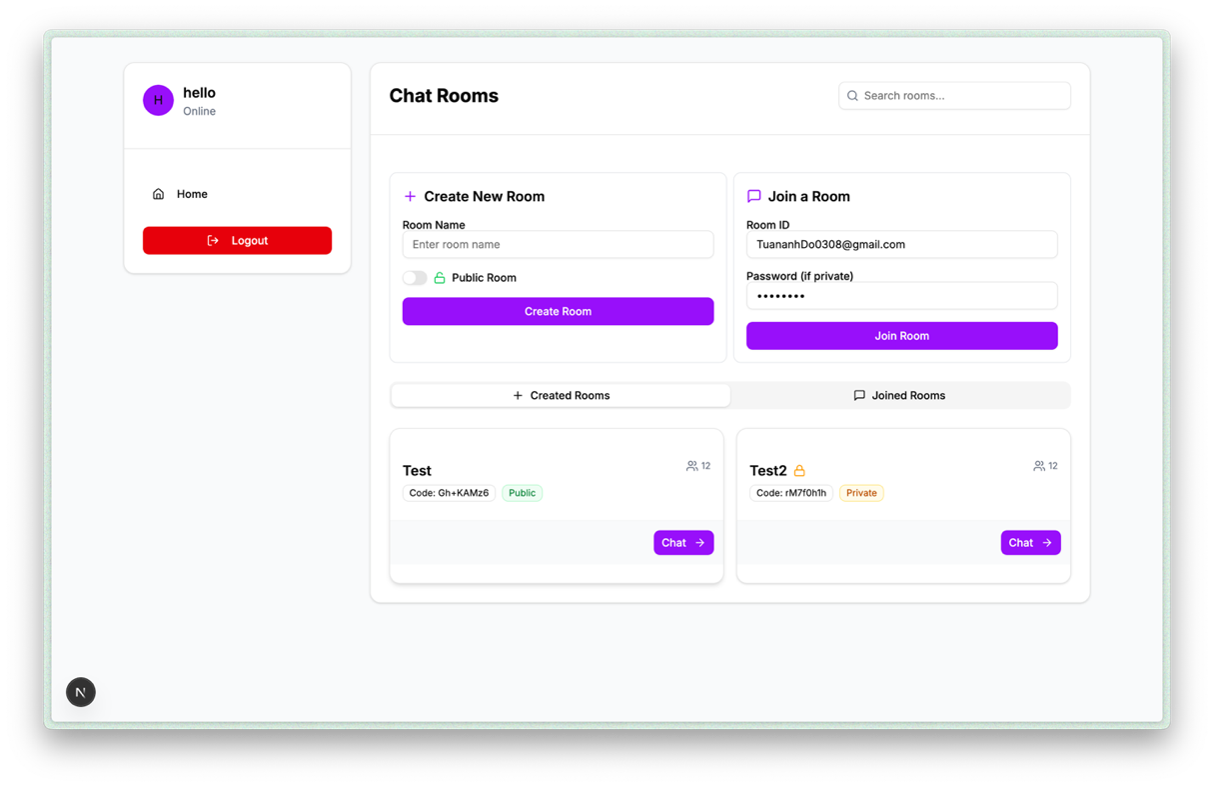 H
hello
Online
Home
Logout
Chat Rooms
Search rooms...
Create New Room
Room Name
Enter room name
Public Room
Create Room
Join a Room
Room ID
TuananhDo0308@gmail.com
Password (if private)
••••••••
Join Room
Created Rooms
Joined Rooms
Test
12
Code: Gh+KAMz6 Public
Chat
Test2
12
Code: rM7f0h1h Private
Chat
N